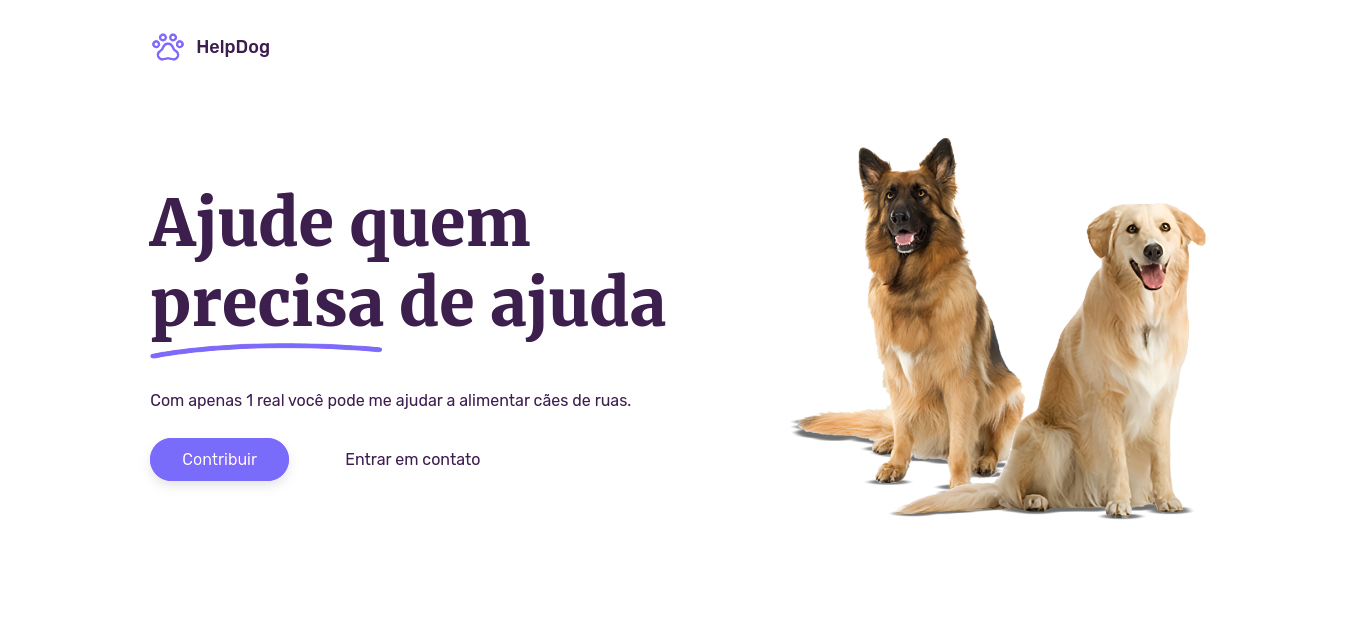 HelpDog
Ajude quem
precisa de ajuda
Com apenas 1 real você pode me ajudar a alimentar cães de ruas.
Contribuir
Entrar em contato